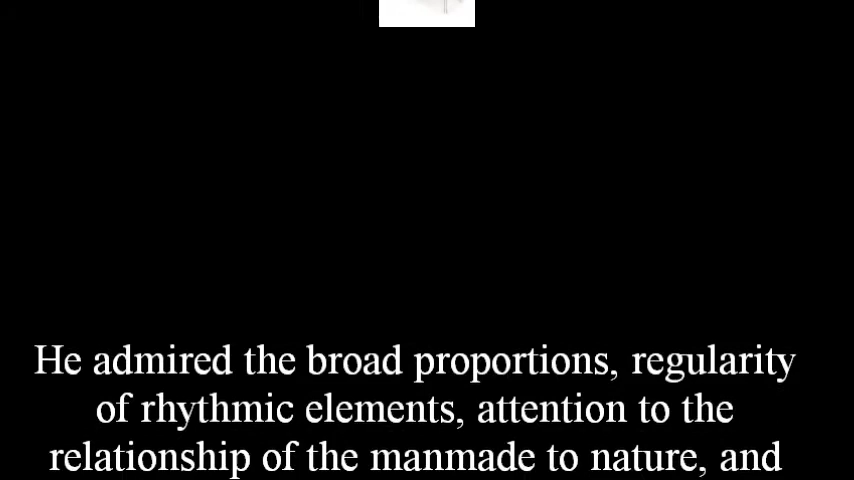 He admired the broad proportions, regularity
of rhythmic elements, attention to the
relationship of the manmade to nature, and